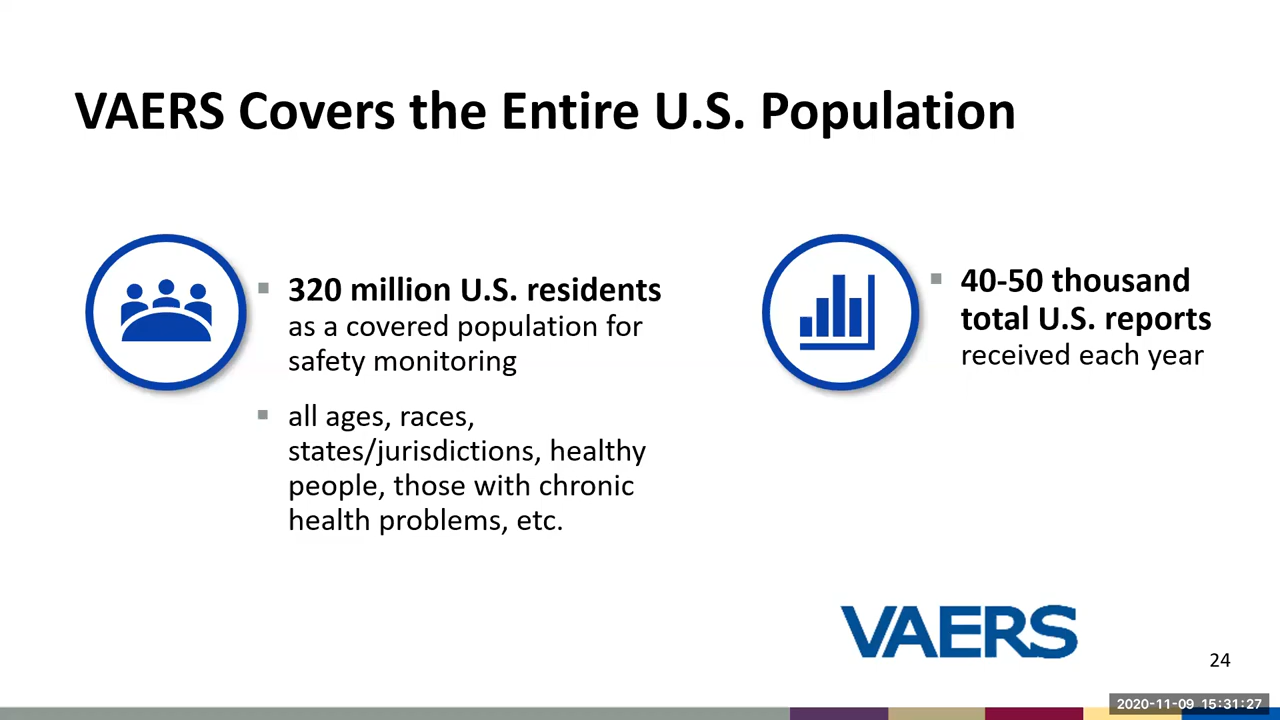 VAERS Covers the Entire U.S. Population
▪ 320 million U.S. residents
as a covered population for
safety monitoring
▪ all ages, races,
states/jurisdictions, healthy
people, those with chronic
health problems, etc.
▪ 40-50 thousand
total U.S. reports
received each year
VAERS
24
2020-11-09 15:31:27